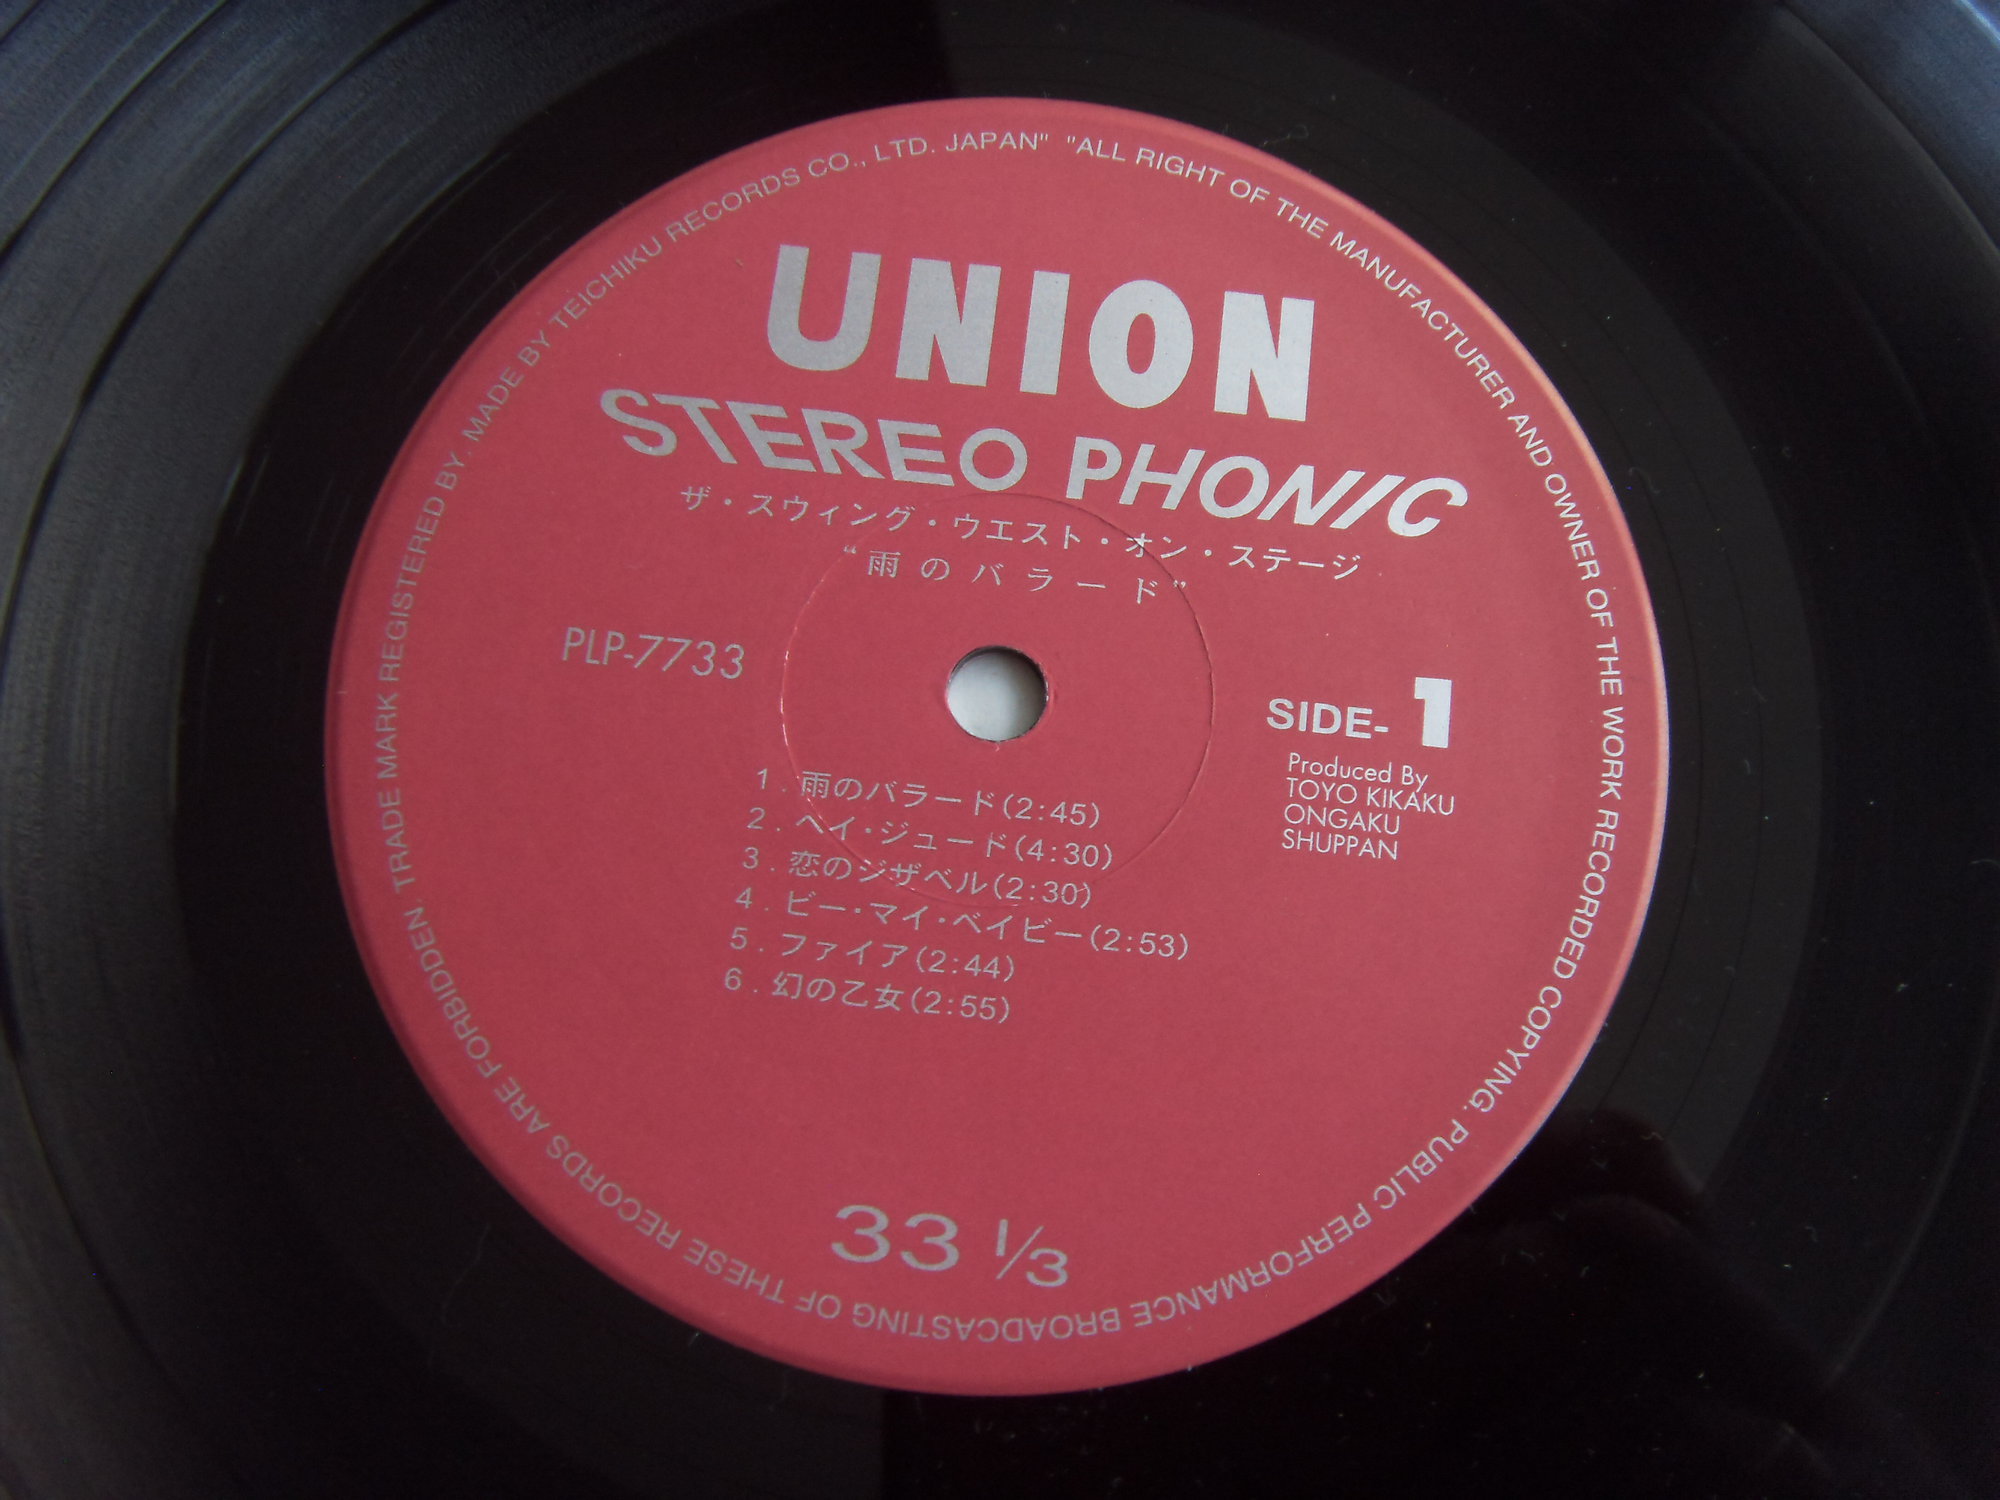 UNION
STEREO PHONIC
ザ・スウィング・ウエスト・オン・ステージ
“雨のバラード”
PLP-7733
SIDE- 1
Produced By
TOYO KIKAKU
ONGAKU
SHUPPAN
1. 雨のバラード(2:45)
2. ヘイ・ジュード(4:30)
3. 恋のジザベル(2:30)
4. ビー・マイ・ベイビー(2:53)
5. ファイア(2:44)
6. 幻の乙女(2:55)
33 1/3
"ALL RIGHT OF THE MANUFACTURER AND OWNER OF THE WORK RECORDED COPYING. PUBLIC PERFORMANCE BROADCASTING OF THESE RECORDS ARE FORBIDDEN. TRADE MARK REGISTERED BY. MADE BY TEICHIKU RECORDS CO., LTD. JAPAN"